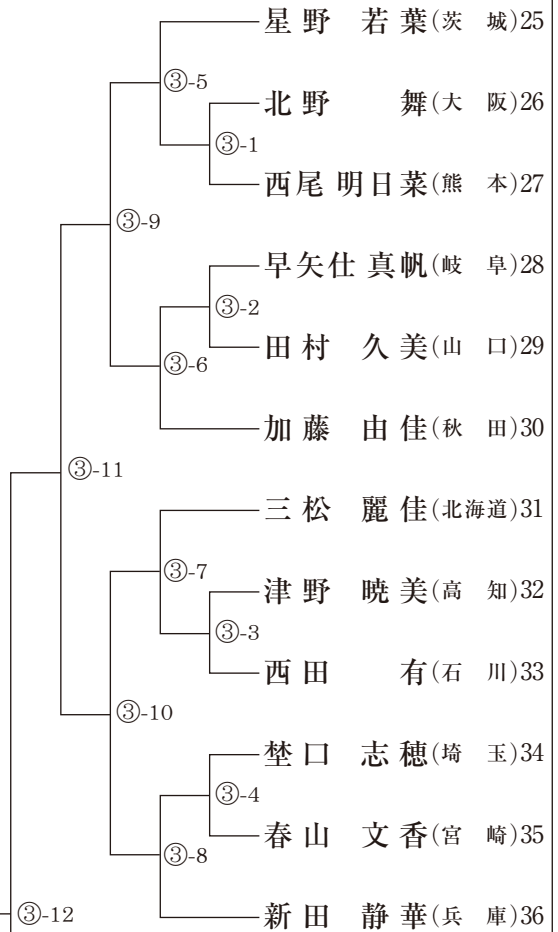 星野 若葉(茨 城)25
③-5
北野 舞(大 阪)26
③-1
西尾 明日菜(熊 本)27
③-9
早矢仕 真帆(岐 阜)28
③-2
田村 久美(山 口)29
③-6
加藤 由佳(秋 田)30
③-11
三松 麗佳(北海道)31
③-7
津野 暁美(高 知)32
③-3
西田 有(石 川)33
③-10
埜口 志穂(埼 玉)34
③-4
春山 文香(宮 崎)35
③-8
新田 静華(兵 庫)36
③-12